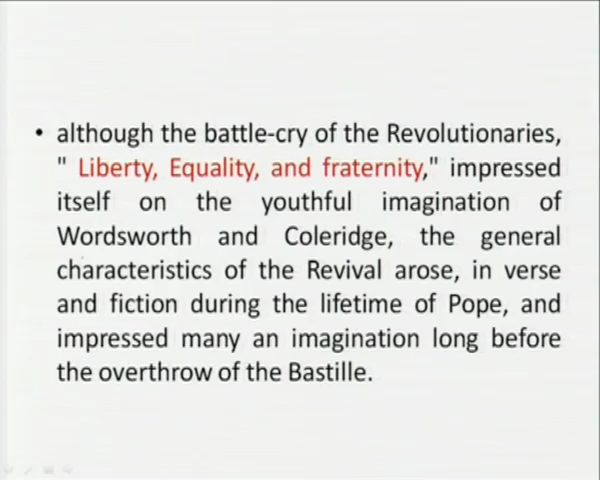 • although the battle-cry of the Revolutionaries,
" Liberty, Equality, and fraternity," impressed
itself on the youthful imagination of
Wordsworth and Coleridge, the general
characteristics of the Revival arose, in verse
and fiction during the lifetime of Pope, and
impressed many an imagination long before
the overthrow of the Bastille.